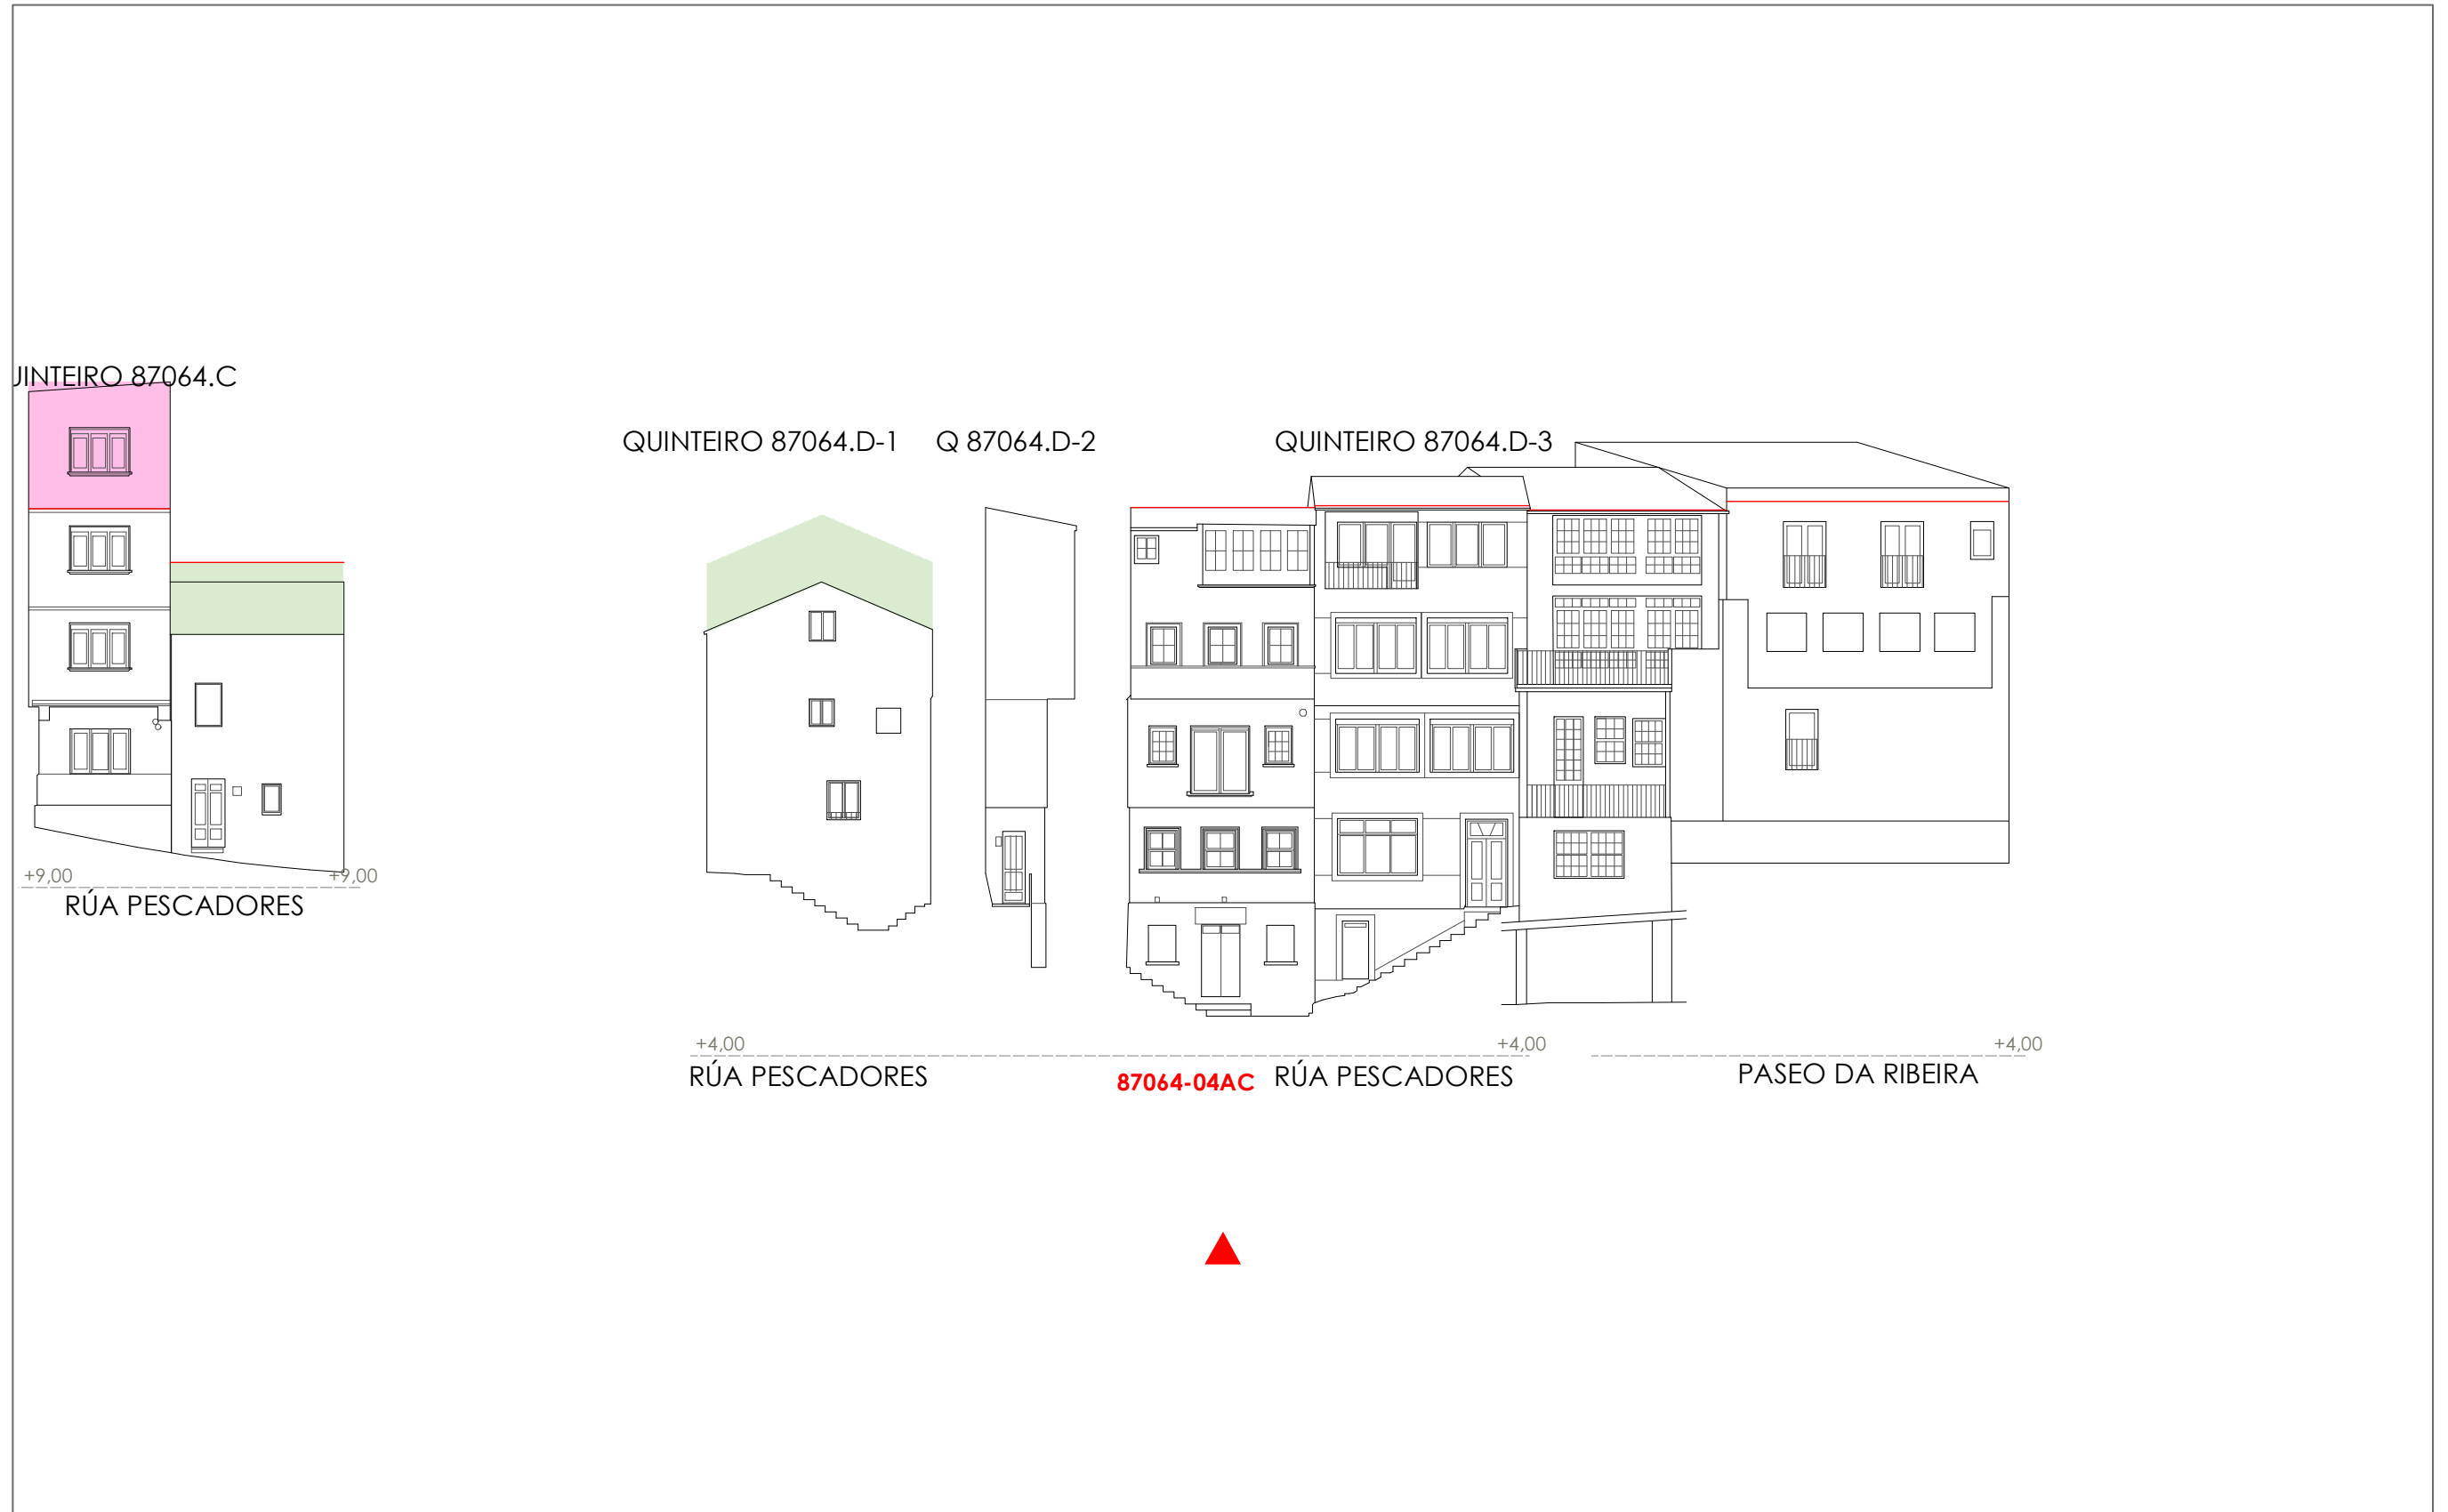 JINTEIRO 87064.C
QUINTEIRO 87064.D-1
Q 87064.D-2
QUINTEIRO 87064.D-3
+9,00
+9,00
RÚA PESCADORES
+4,00
+4,00
+4,00
RÚA PESCADORES
87064-04AC
RÚA PESCADORES
PASEO DA RIBEIRA